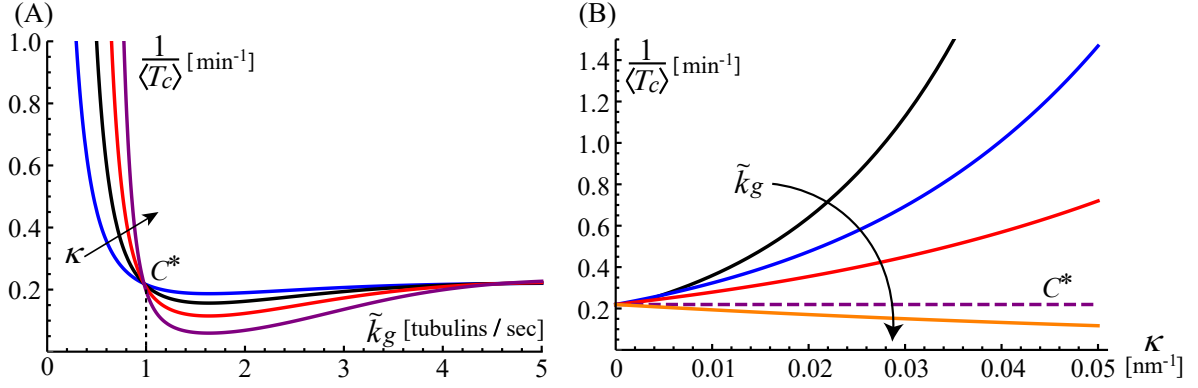 (A)
1/⟨Tc⟩ [min⁻¹]
1.0
0.8
0.6
0.4
0.2
κ
C*
k̃g [tubulins / sec]
0 1 2 3 4 5
(B)
1/⟨Tc⟩ [min⁻¹]
1.4
1.2
1.0
0.8
0.6
0.4
0.2
k̃g
C*
0 0.01 0.02 0.03 0.04 0.05
κ
[nm⁻¹]